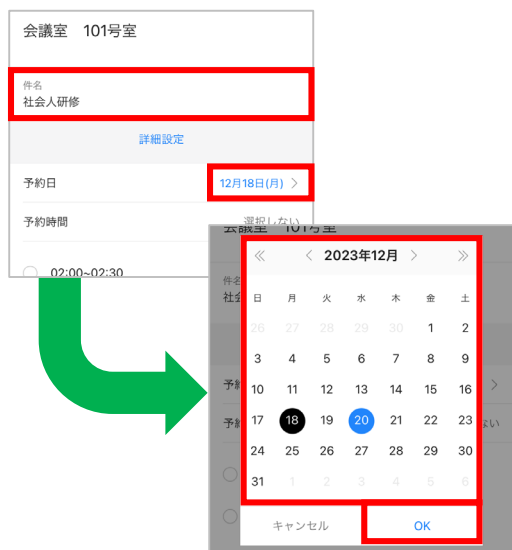 会議室 101号室
件名
社会人研修
詳細設定
予約日 12月18日(月) >
予約時間 選択しない
02:00~02:30
会議室 101号室
件名
社会
予約
予約
ない
« < 2023年12月 > »
日 月 火 水 木 金 土
26 27 28 29 30 1 2
3 4 5 6 7 8 9
10 11 12 13 14 15 16
17 18 19 20 21 22 23
24 25 26 27 28 29 30
31 1 2 3 4 5 6
キャンセル OK